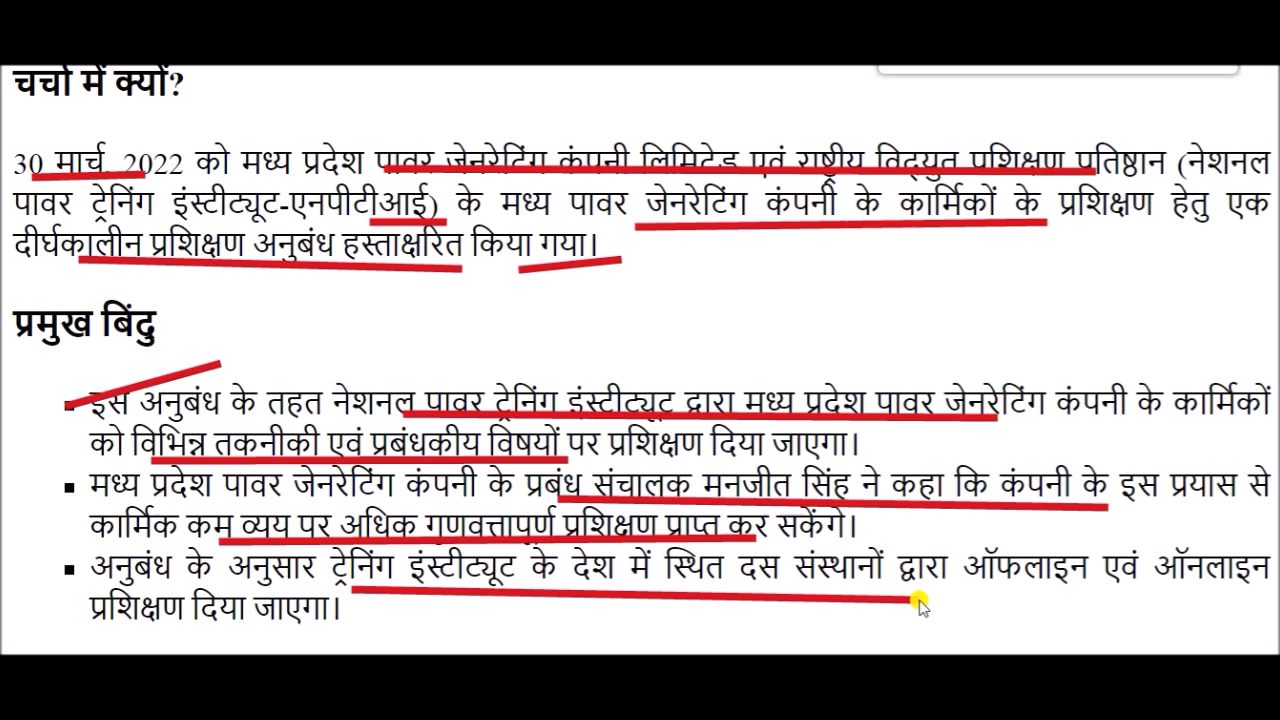 चर्चा में क्यों?
30 मार्च, 2022 को मध्य प्रदेश पावर जेनरेटिंग कंपनी लिमिटेड एवं राष्ट्रीय विद्युत प्रशिक्षण प्रतिष्ठान (नेशनल
पावर ट्रेनिंग इंस्टीट्यूट-एनपीटीआई) के मध्य पावर जेनरेटिंग कंपनी के कार्मिकों के प्रशिक्षण हेतु एक
दीर्घकालीन प्रशिक्षण अनुबंध हस्ताक्षरित किया गया।
प्रमुख बिंदु
▪ इस अनुबंध के तहत नेशनल पावर ट्रेनिंग इंस्टीट्यूट द्वारा मध्य प्रदेश पावर जेनरेटिंग कंपनी के कार्मिकों
को विभिन्न तकनीकी एवं प्रबंधकीय विषयों पर प्रशिक्षण दिया जाएगा।
▪ मध्य प्रदेश पावर जेनरेटिंग कंपनी के प्रबंध संचालक मनजीत सिंह ने कहा कि कंपनी के इस प्रयास से
कार्मिक कम व्यय पर अधिक गुणवत्तापूर्ण प्रशिक्षण प्राप्त कर सकेंगे।
▪ अनुबंध के अनुसार ट्रेनिंग इंस्टीट्यूट के देश में स्थित दस संस्थानों द्वारा ऑफलाइन एवं ऑनलाइन
प्रशिक्षण दिया जाएगा।